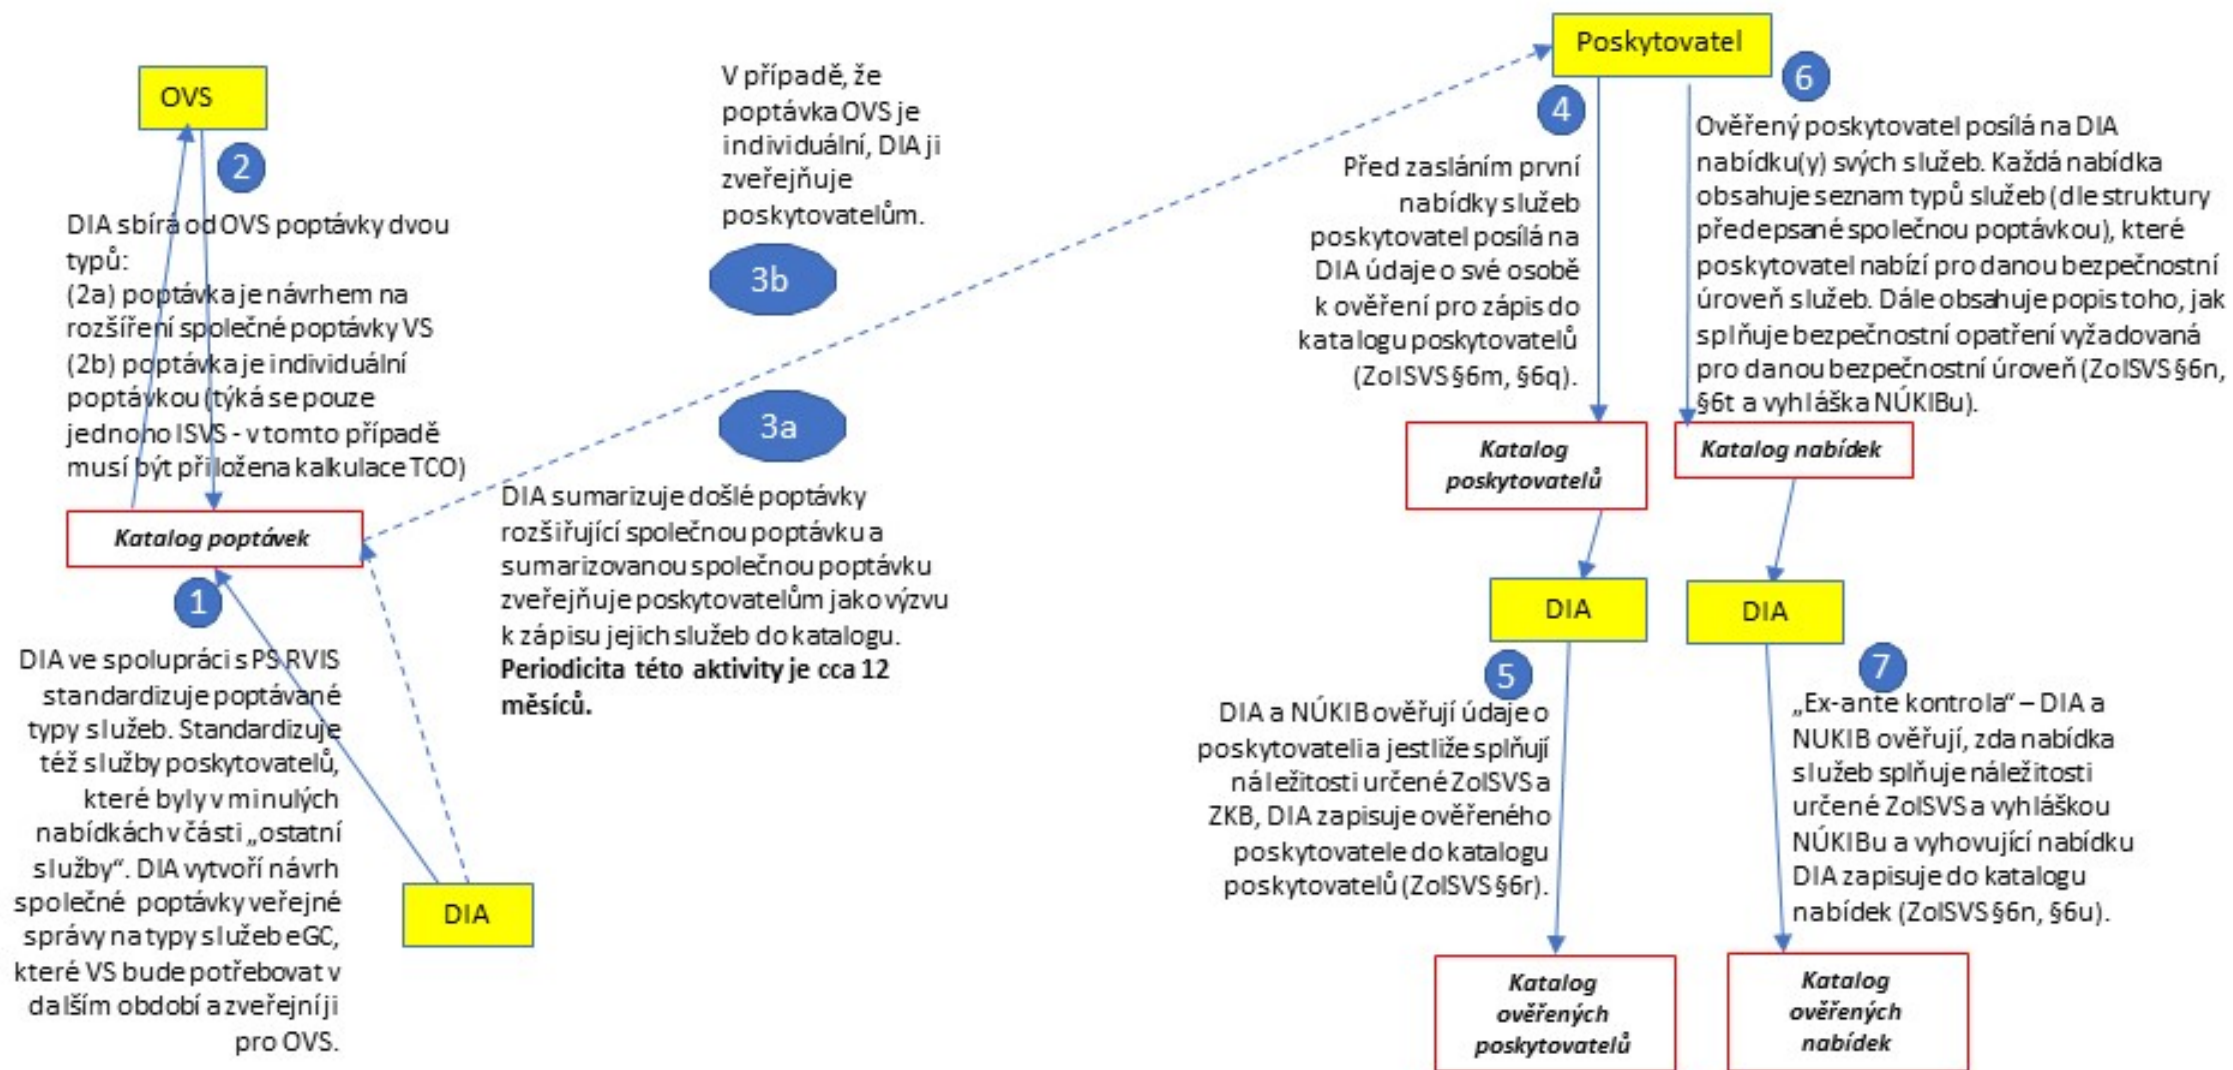 OVS
2
DIA sbírá od OVS poptávky dvou
typů:
(2a) poptávka je návrhem na
rozšíření společné poptávky VS
(2b) poptávka je individuální
poptávkou (týká se pouze
jednoho ISVS - v tomto případě
musí být přiložena kalkulace TCO)
Katalog poptávek
1
DIA ve spolupráci s PS RVIS
standardizuje poptávané
typy služeb. Standardizuje
též služby poskytovatelů,
které byly v minulých
nabídkách v části „ostatní
služby“. DIA vytvoří návrh
společné poptávky veřejné
správy na typy služeb eGC,
které VS bude potřebovat v
dalším období a zveřejní ji
pro OVS.
DIA
V případě, že
poptávka OVS je
individuální, DIA ji
zveřejňuje
poskytovatelům.
3b
3a
DIA sumarizuje došlé poptávky
rozšiřující společnou poptávku a
sumarizovanou společnou poptávku
zveřejňuje poskytovatelům jako výzvu
k zápisu jejich služeb do katalogu.
Periodicita této aktivity je cca 12
měsíců.
Poskytovatel
4
Před zasláním první
nabídky služeb
poskytovatel posílá na
DIA údaje o své osobě
k ověření pro zápis do
katalogu poskytovatelů
(ZoISVS §6m, §6q).
6
Ověřený poskytovatel posílá na DIA
nabídku(y) svých služeb. Každá nabídka
obsahuje seznam typů služeb (dle struktury
předepsané společnou poptávkou), které
poskytovatel nabízí pro danou bezpečnostní
úroveň služeb. Dále obsahuje popis toho, jak
splňuje bezpečnostní opatření vyžadovaná
pro danou bezpečnostní úroveň (ZoISVS §6n,
§6t a vyhláška NÚKIBu).
Katalog
poskytovatelů
Katalog nabídek
DIA
DIA
5
DIA a NÚKIB ověřují údaje o
poskytovateli a jestliže splňují
náležitosti určené ZoISVS a
ZKB, DIA zapisuje ověřeného
poskytovatele do katalogu
poskytovatelů (ZoISVS §6r).
7
„Ex-ante kontrola“ – DIA a
NUKIB ověřují, zda nabídka
služeb splňuje náležitosti
určené ZoISVS a vyhláškou
NÚKIBu a vyhovující nabídku
DIA zapisuje do katalogu
nabídek (ZoISVS §6n, §6u).
Katalog
ověřených
poskytovatelů
Katalog
ověřených
nabídek